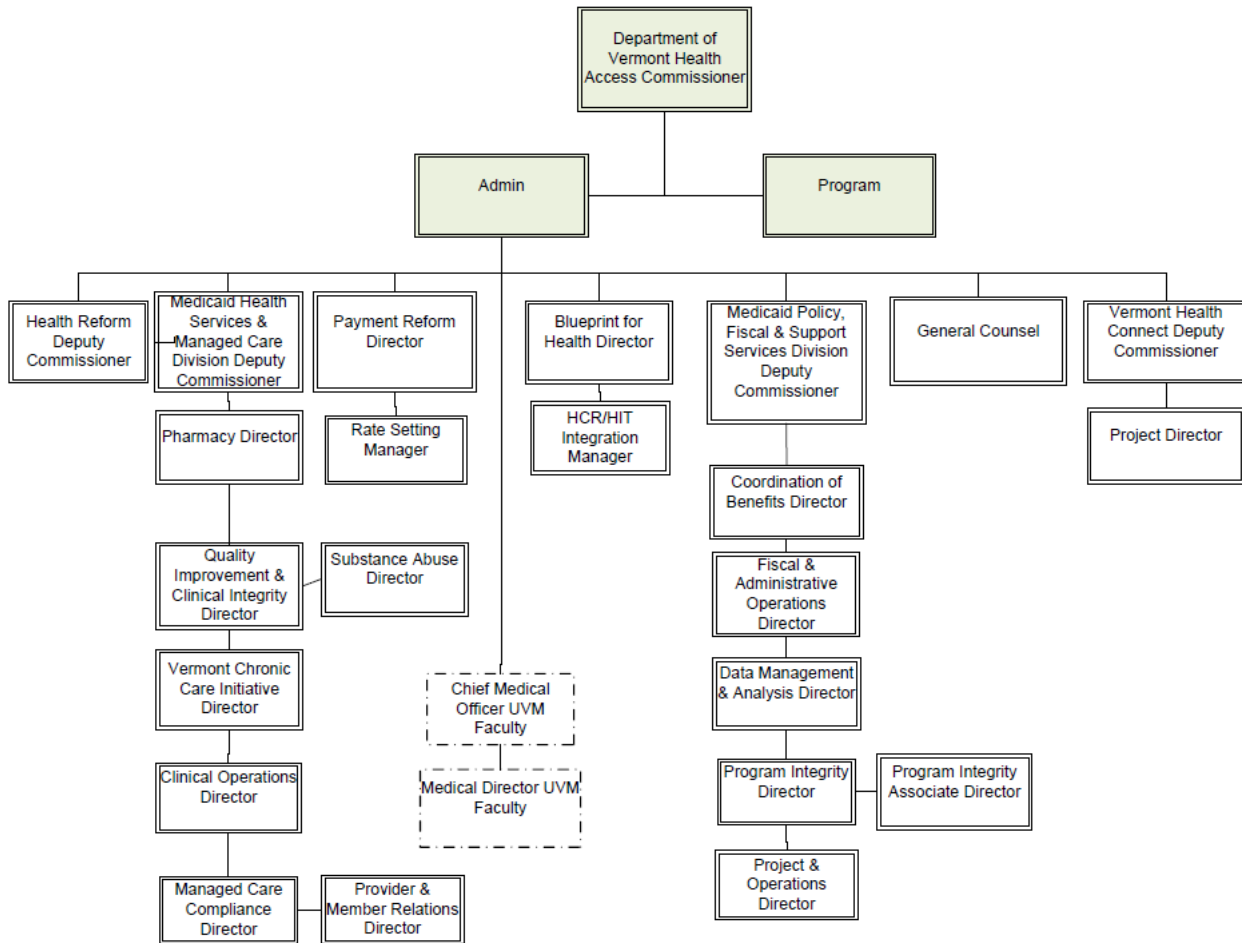 Department of
Vermont Health
Access Commissioner
Admin
Program
Health Reform
Deputy
Commissioner
Medicaid Health
Services &
Managed Care
Division Deputy
Commissioner
Payment Reform
Director
Blueprint for
Health Director
Medicaid Policy,
Fiscal & Support
Services Division
Deputy
Commissioner
General Counsel
Vermont Health
Connect Deputy
Commissioner
Pharmacy Director
Rate Setting
Manager
HCR/HIT
Integration
Manager
Project Director
Coordination of
Benefits Director
Quality
Improvement &
Clinical Integrity
Director
Substance Abuse
Director
Fiscal &
Administrative
Operations
Director
Vermont Chronic
Care Initiative
Director
Chief Medical
Officer UVM
Faculty
Data Management
& Analysis Director
Clinical Operations
Director
Medical Director UVM
Faculty
Program Integrity
Director
Program Integrity
Associate Director
Managed Care
Compliance
Director
Provider &
Member Relations
Director
Project &
Operations
Director